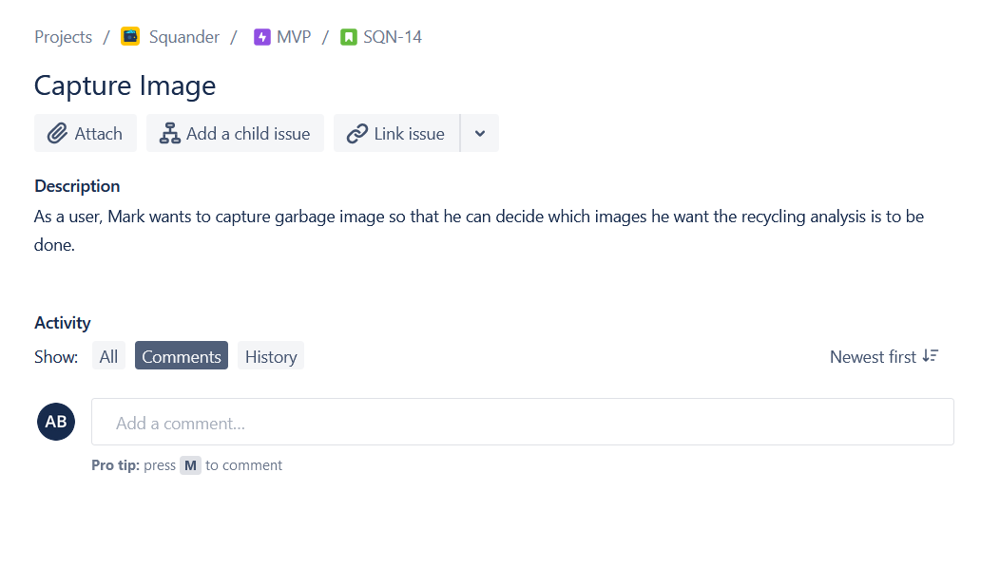 Projects / Squander / MVP / SQN-14
Capture Image
Attach Add a child issue Link issue
Description
As a user, Mark wants to capture garbage image so that he can decide which images he want the recycling analysis is to be
done.
Activity
Show: All Comments History Newest first
AB Add a comment...
Pro tip: press M to comment